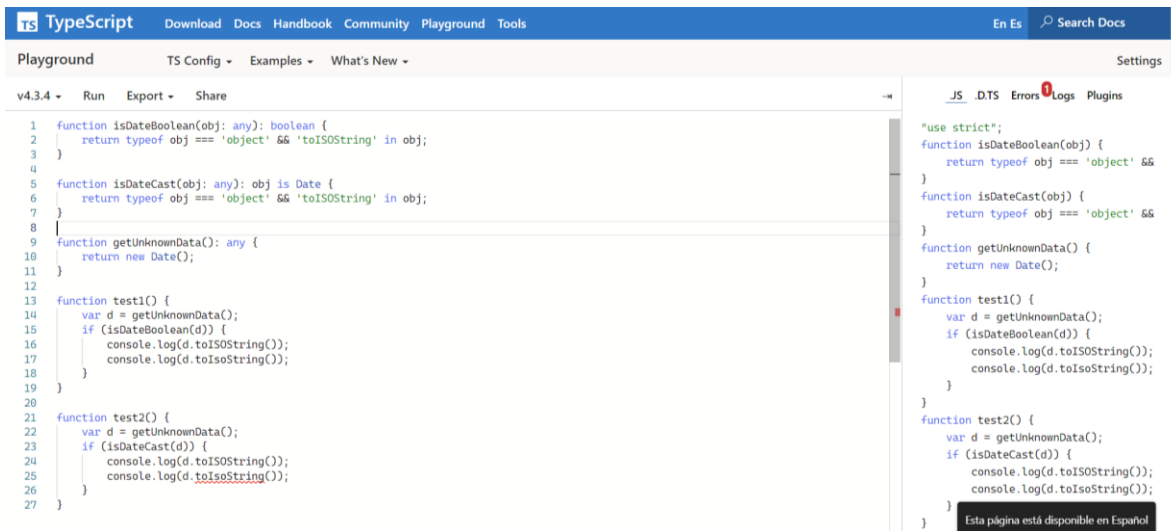 TS TypeScript Download Docs Handbook Community Playground Tools En Es Search Docs
Playground TS Config Examples What's New Settings
v4.3.4 Run Export Share
1 function isDateBoolean(obj: any): boolean {
2 return typeof obj === 'object' && 'toISOString' in obj;
3 }
4
5 function isDateCast(obj: any): obj is Date {
6 return typeof obj === 'object' && 'toISOString' in obj;
7 }
8
9 function getUnknownData(): any {
10 return new Date();
11 }
12
13 function test1() {
14 var d = getUnknownData();
15 if (isDateBoolean(d)) {
16 console.log(d.toISOString());
17 console.log(d.toIsoString());
18 }
19 }
20
21 function test2() {
22 var d = getUnknownData();
23 if (isDateCast(d)) {
24 console.log(d.toISOString());
25 console.log(d.toIsoString());
26 }
27 }
JS .D.TS Errors 1 Logs Plugins
"use strict";
function isDateBoolean(obj) {
return typeof obj === 'object' &&
}
function isDateCast(obj) {
return typeof obj === 'object' &&
}
function getUnknownData() {
return new Date();
}
function test1() {
var d = getUnknownData();
if (isDateBoolean(d)) {
console.log(d.toISOString());
console.log(d.toIsoString());
}
}
function test2() {
var d = getUnknownData();
if (isDateCast(d)) {
console.log(d.toISOString());
console.log(d.toIsoString());
}
}
Esta página está disponible en Español